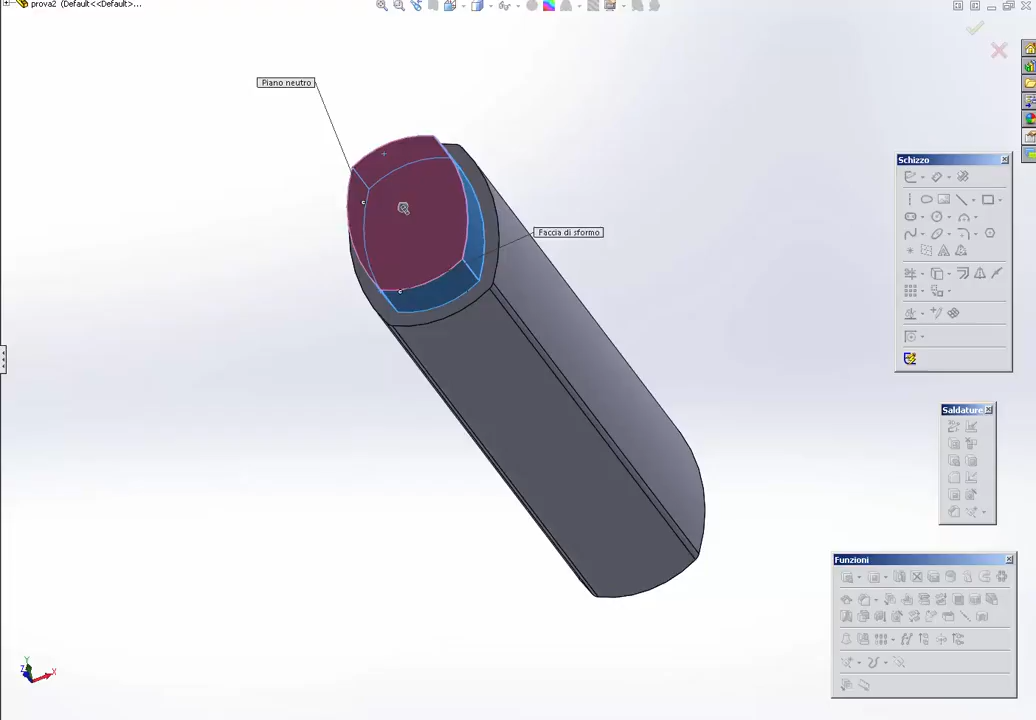 prova2 (Default<<Default>...
Piano neutro
Faccia di sformo
Schizzo
Saldature
Funzioni
Y
Z
X